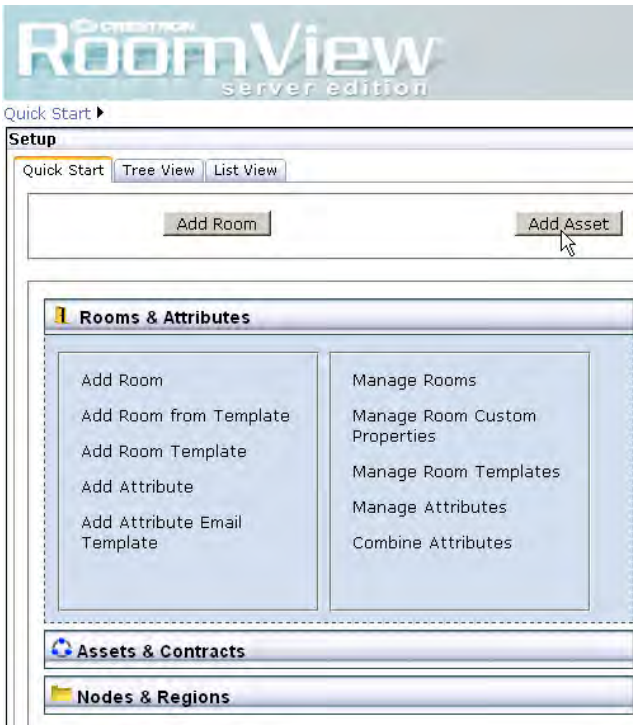 CRESTRON
RoomView
server edition
Quick Start
Setup
Quick Start Tree View List View
Add Room Add Asset
Rooms & Attributes
Add Room
Add Room from Template
Add Room Template
Add Attribute
Add Attribute Email
Template
Manage Rooms
Manage Room Custom
Properties
Manage Room Templates
Manage Attributes
Combine Attributes
Assets & Contracts
Nodes & Regions